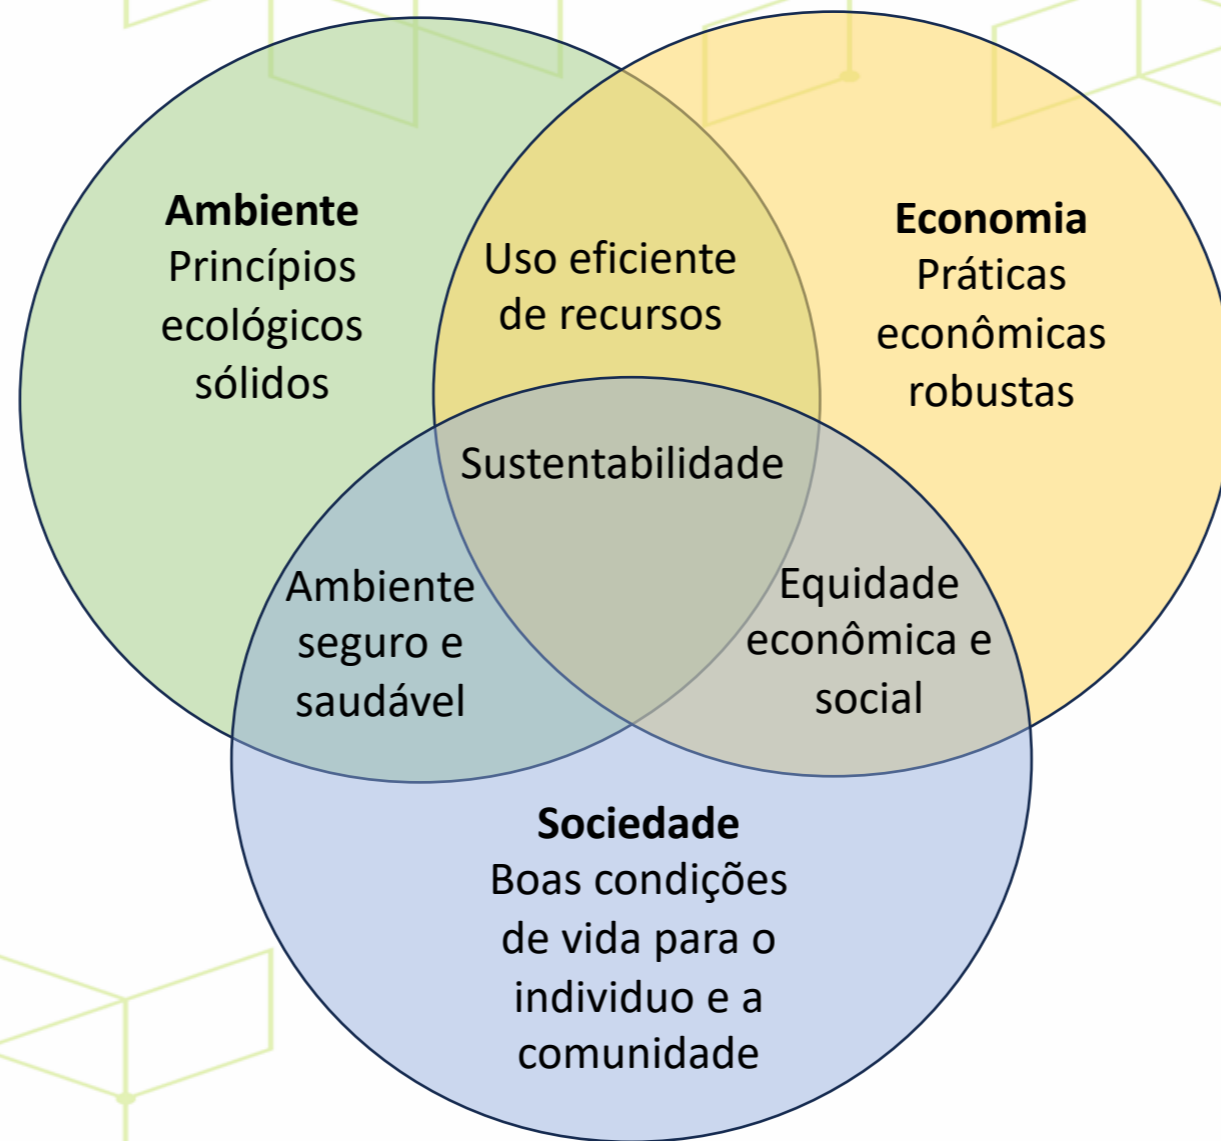 Ambiente
Princípios
ecológicos
sólidos
Uso eficiente
de recursos
Economia
Práticas
econômicas
robustas
Sustentabilidade
Ambiente
seguro e
saudável
Equidade
econômica e
social
Sociedade
Boas condições
de vida para o
individuo e a
comunidade